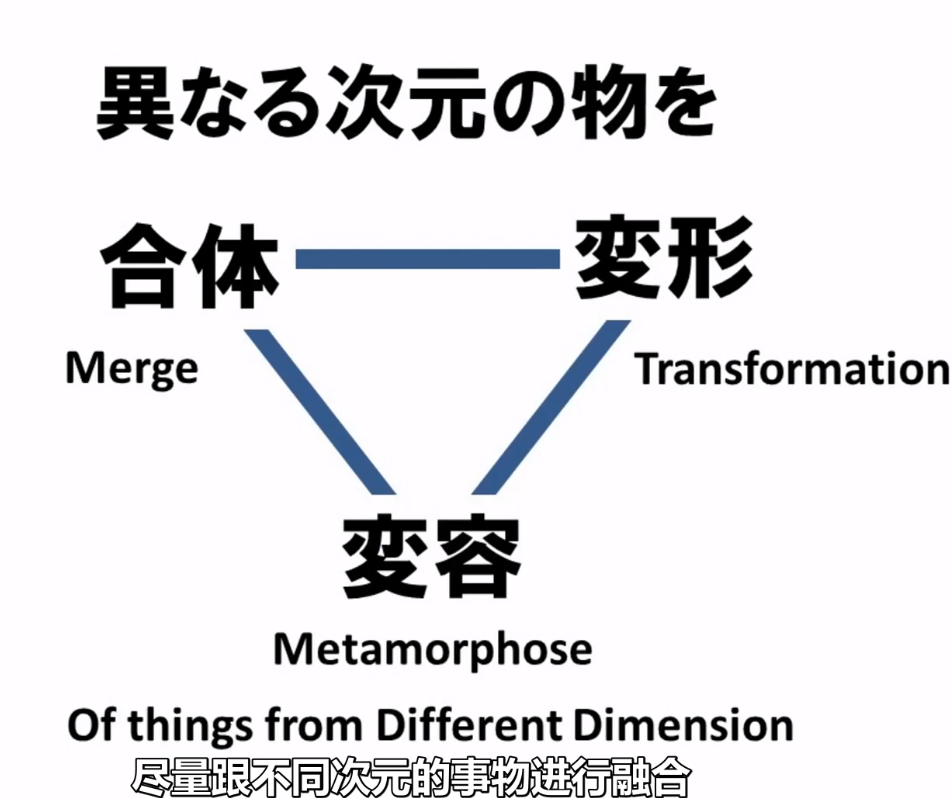 異なる次元の物を
合体 変形
Merge Transformation
変容
Metamorphose
Of things from Different Dimension
尽量跟不同次元的事物进行融合